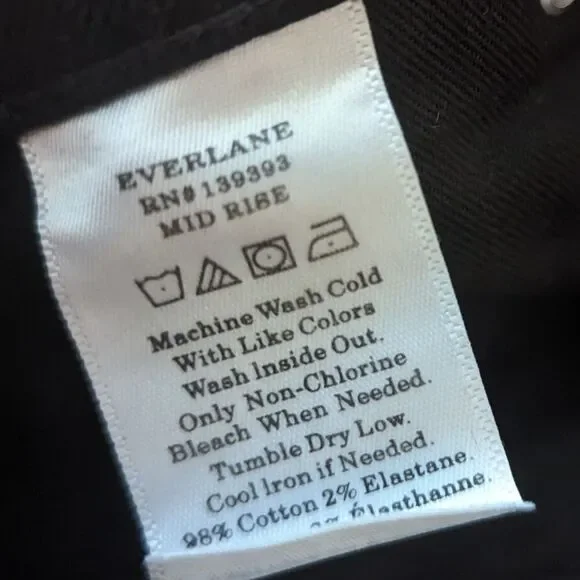 EVERLANE
RN# 139393
MID RISE
Machine Wash Cold
With Like Colors
Wash Inside Out.
Only Non-Chlorine
Bleach When Needed.
Tumble Dry Low.
Cool Iron if Needed.
98% Cotton 2% Elastane.
Élasthanne.